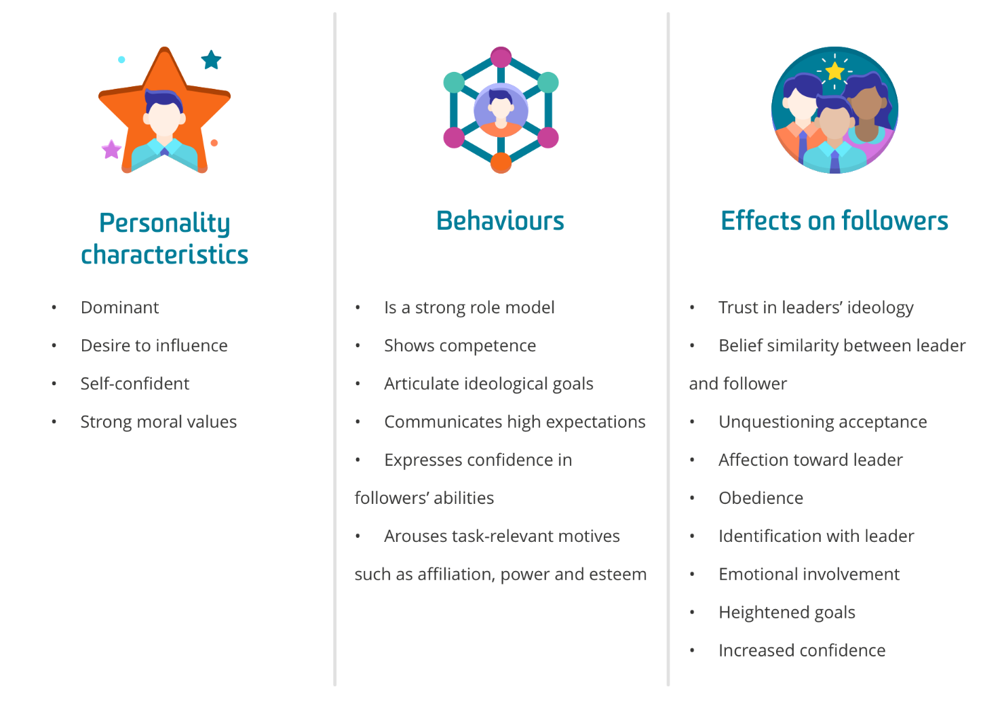 Personality
characteristics
• Dominant
• Desire to influence
• Self-confident
• Strong moral values
Behaviours
• Is a strong role model
• Shows competence
• Articulate ideological goals
• Communicates high expectations
• Expresses confidence in
followers’ abilities
• Arouses task-relevant motives
such as affiliation, power and esteem
Effects on followers
• Trust in leaders’ ideology
• Belief similarity between leader
and follower
• Unquestioning acceptance
• Affection toward leader
• Obedience
• Identification with leader
• Emotional involvement
• Heightened goals
• Increased confidence